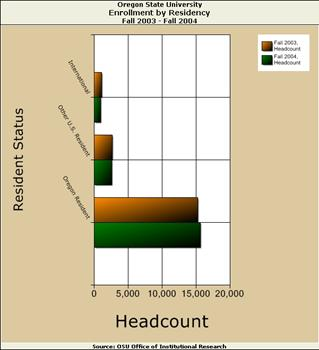 Oregon State University
Enrollment by Residency
Fall 2003 - Fall 2004
Fall 2003,
Headcount
Fall 2004,
Headcount
Resident Status
International
Other U.S. Resident
Oregon Resident
0 5,000 10,000 15,000 20,000
Headcount
Source: OSU Office of Institutional Research